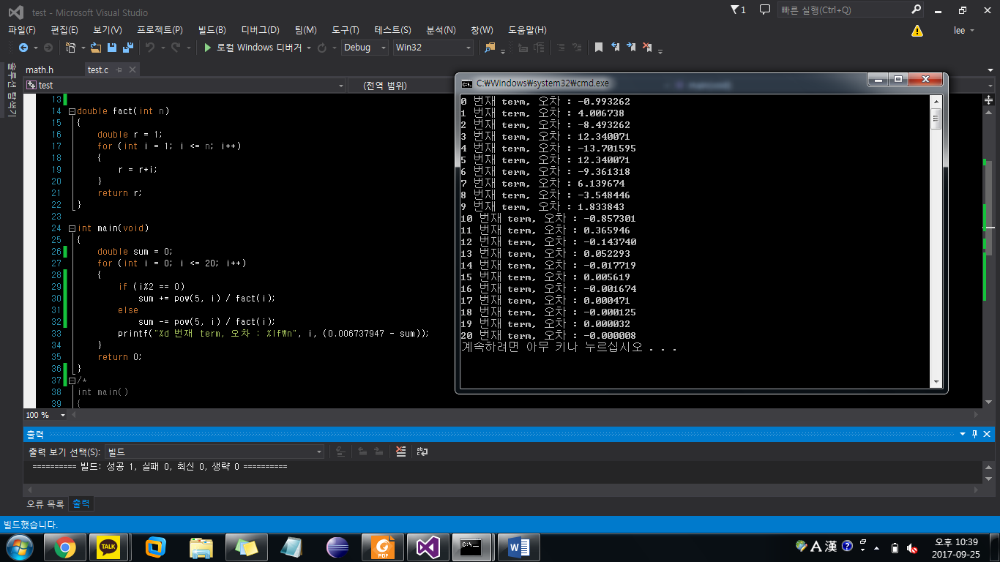 test - Microsoft Visual Studio
1
빠른 실행(Ctrl+Q)
파일(F) 편집(E) 보기(V) 프로젝트(P) 빌드(B) 디버그(D) 팀(M) 도구(T) 테스트(S) 분석(N) 창(W) 도움말(H)
lee
로컬 Windows 디버거 Debug Win32
솔루션 탐색기
math.h test.c
test (전역 범위)
13
14 double fact(int n)
15 {
16 double r = 1;
17 for (int i = 1; i <= n; i++)
18 {
19 r = r*i;
20 }
21 return r;
22 }
23
24 int main(void)
25 {
26 double sum = 0;
27 for (int i = 0; i <= 20; i++)
28 {
29 if (i%2 == 0)
30 sum += pow(5, i) / fact(i);
31 else
32 sum -= pow(5, i) / fact(i);
33 printf("%d 번재 term, 오차 : %lf₩n", i, (0.006737947 - sum));
34 }
35 return 0;
36 }
37 /*
38 int main()
39 {
100 %
C:₩Windows₩system32₩cmd.exe
0 번재 term, 오차 : -0.993262
1 번재 term, 오차 : 4.006738
2 번재 term, 오차 : -8.493262
3 번재 term, 오차 : 12.340071
4 번재 term, 오차 : -13.701595
5 번재 term, 오차 : 12.340071
6 번재 term, 오차 : -9.361318
7 번재 term, 오차 : 6.139674
8 번재 term, 오차 : -3.548446
9 번재 term, 오차 : 1.833843
10 번재 term, 오차 : -0.857301
11 번재 term, 오차 : 0.365946
12 번재 term, 오차 : -0.143740
13 번재 term, 오차 : 0.052293
14 번재 term, 오차 : -0.017719
15 번재 term, 오차 : 0.005619
16 번재 term, 오차 : -0.001674
17 번재 term, 오차 : 0.000471
18 번재 term, 오차 : -0.000125
19 번재 term, 오차 : 0.000032
20 번재 term, 오차 : -0.000008
계속하려면 아무 키나 누르십시오 . . .
출력
출력 보기 선택(S): 빌드
========== 빌드: 성공 1, 실패 0, 최신 0, 생략 0 ==========
오류 목록 출력
빌드했습니다.
TALK
PDF
A 漢
오후 10:39
2017-09-25